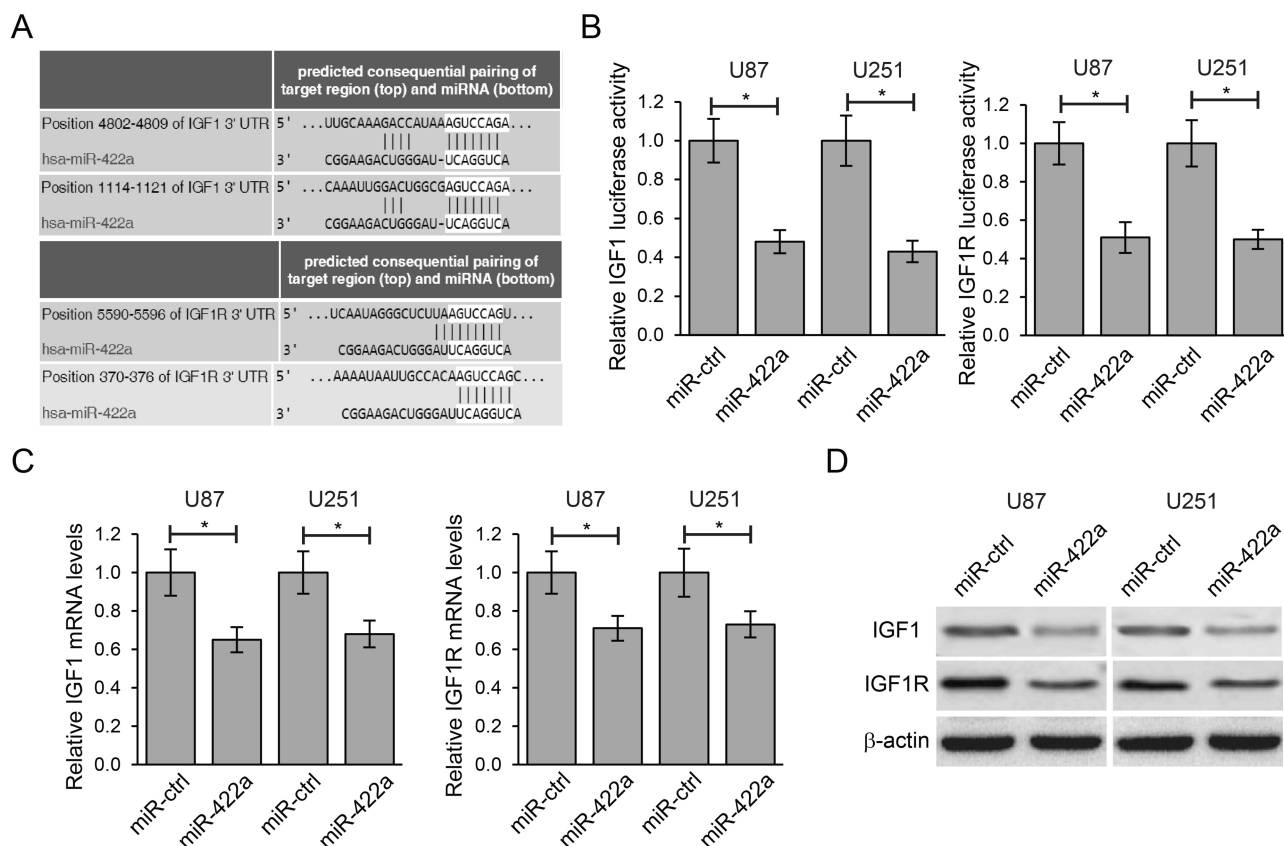 A
predicted consequential pairing of
target region (top) and miRNA (bottom)
Position 4802-4809 of IGF1 3' UTR 5' ...UUGCAAAGACCAUAAAAGUCCAGA...
hsa-miR-422a 3' CGGAAGACUGGGAU-UCAGGUCA
Position 1114-1121 of IGF1 3' UTR 5' ...CAAAUUGGACUGGCGAGUCCAGA...
hsa-miR-422a 3' CGGAAGACUGGGAU-UCAGGUCA
predicted consequential pairing of
target region (top) and miRNA (bottom)
Position 5590-5596 of IGF1R 3' UTR 5' ...UCAAUAGGGCUCUUAAGUCCAGU...
hsa-miR-422a 3' CGGAAGACUGGGAUUCAGGUCA
Position 370-376 of IGF1R 3' UTR 5' ...AAAAUAAUUGCCACAAGUCCAGC...
hsa-miR-422a 3' CGGAAGACUGGGAUUCAGGUCA
B
Relative IGF1 luciferase activity
U87 U251
* *
1.2
1.0
0.8
0.6
0.4
0.2
0.0
miR-ctrl miR-422a miR-ctrl miR-422a
Relative IGF1R luciferase activity
U87 U251
* *
1.2
1.0
0.8
0.6
0.4
0.2
0.0
miR-ctrl miR-422a miR-ctrl miR-422a
C
Relative IGF1 mRNA levels
U87 U251
* *
1.2
1.0
0.8
0.6
0.4
0.2
0.0
miR-ctrl miR-422a miR-ctrl miR-422a
Relative IGF1R mRNA levels
U87 U251
* *
1.2
1.0
0.8
0.6
0.4
0.2
0.0
miR-ctrl miR-422a miR-ctrl miR-422a
D
U87 U251
miR-ctrl miR-422a miR-ctrl miR-422a
IGF1
IGF1R
β-actin